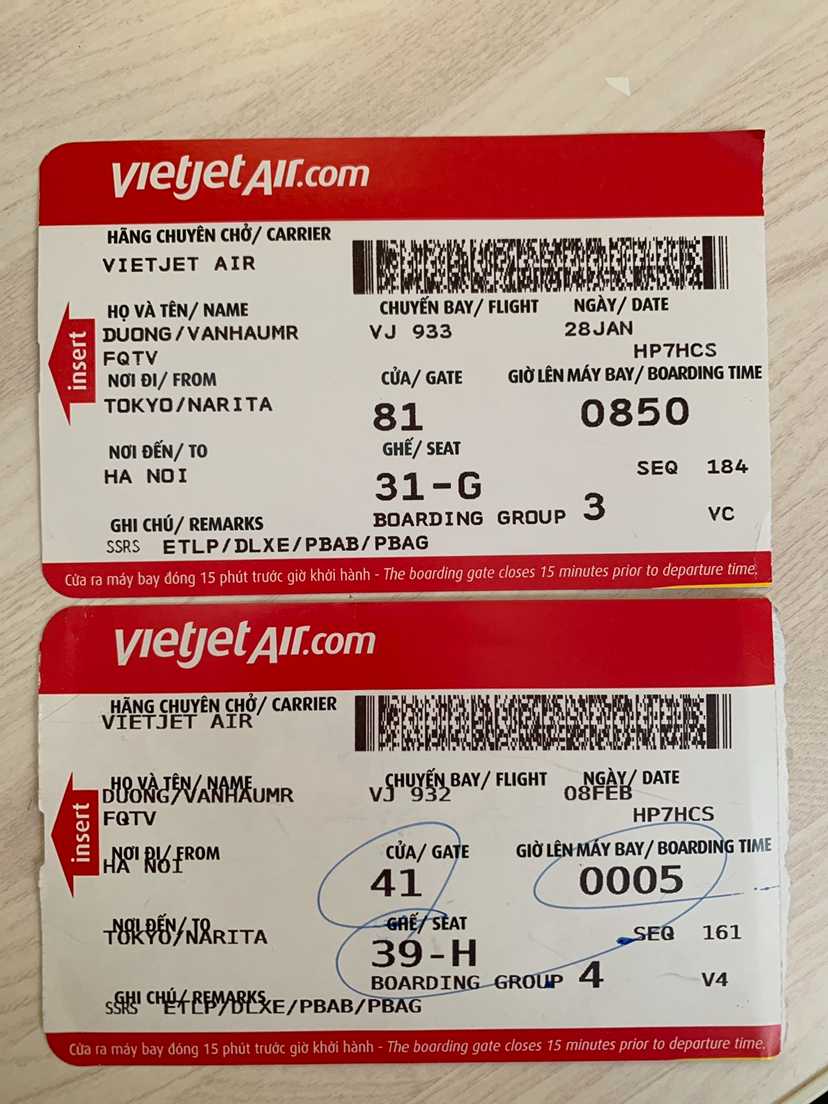 vietjetAir.com
HÃNG CHUYÊN CHỞ/ CARRIER
VIETJET AIR
HỌ VÀ TÊN/ NAME CHUYẾN BAY/ FLIGHT NGÀY/ DATE
DUONG/VANHAUMR VJ 933 28JAN
FQTV HP7HCS
NƠI ĐI/ FROM CỬA/ GATE GIỜ LÊN MÁY BAY/ BOARDING TIME
TOKYO/NARITA 81 0850
NƠI ĐẾN/ TO GHẾ/ SEAT
HA NOI 31-G SEQ 184
GHI CHÚ/ REMARKS BOARDING GROUP 3 VC
SSRS ETLP/DLXE/PBAB/PBAG
insert
Cửa ra máy bay đóng 15 phút trước giờ khởi hành - The boarding gate closes 15 minutes prior to departure time.
vietjetAir.com
HÃNG CHUYÊN CHỞ/ CARRIER
VIETJET AIR
HỌ VÀ TÊN/ NAME CHUYẾN BAY/ FLIGHT NGÀY/ DATE
DUONG/VANHAUMR VJ 932 08FEB
FQTV HP7HCS
NƠI ĐI/ FROM CỬA/ GATE GIỜ LÊN MÁY BAY/ BOARDING TIME
HA NOI 41 0005
NƠI ĐẾN/ TO GHẾ/ SEAT
TOKYO/NARITA 39-H SEQ 161
BOARDING GROUP 4 V4
GHI CHÚ/ REMARKS
SSRS ETLP/DLXE/PBAB/PBAG
insert
Cửa ra máy bay đóng 15 phút trước giờ khởi hành - The boarding gate closes 15 minutes prior to departure time.